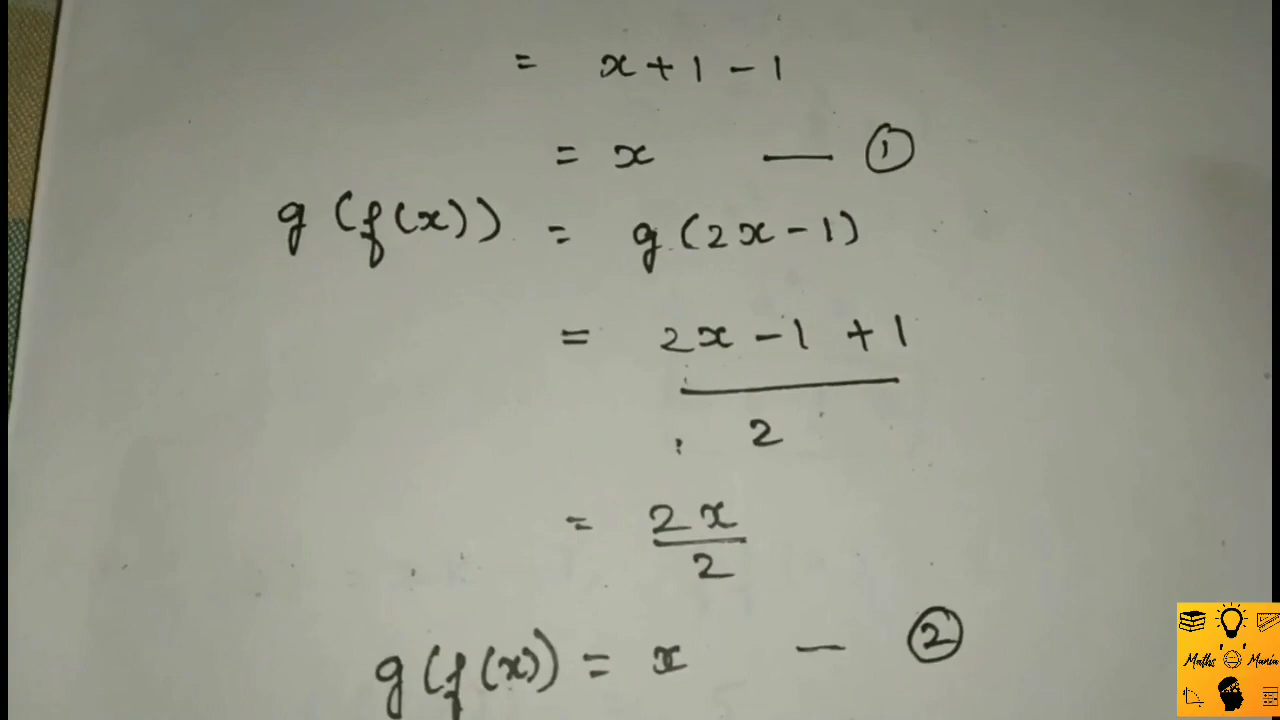 = x + 1 - 1
= x — ①
g(f(x)) = g(2x - 1)
= 2x - 1 + 1
2
= 2x
2
g(f(x)) = x — ②
Maths Mania